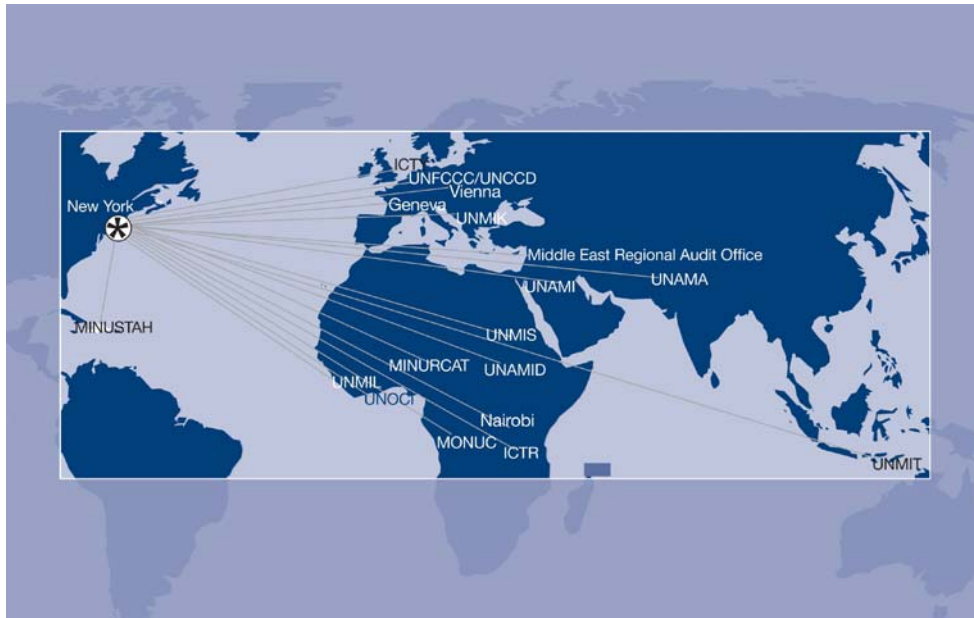 ICTY
UNFCCC/UNCCD
Vienna
New York
Geneva
UNMIK
Middle East Regional Audit Office
UNAMI
UNAMA
MINUSTAH
UNMIS
MINURCAT
UNAMID
UNMIL
UNOCI
Nairobi
MONUC
ICTR
UNMIT